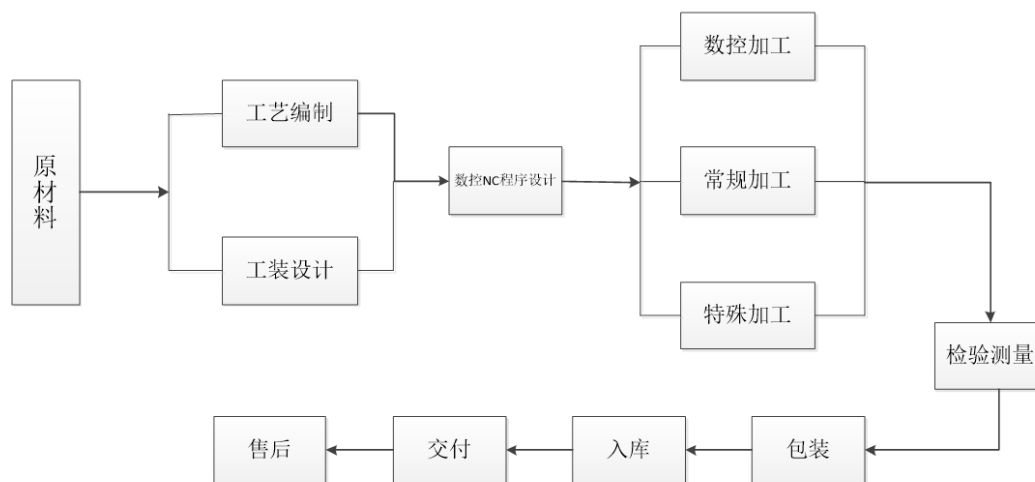 原材料
工艺编制
工装设计
数控NC程序设计
数控加工
常规加工
特殊加工
检验测量
包装
入库
交付
售后